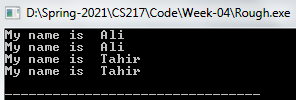 D:\Spring-2021\CS217\Code\Week-04\Rough.exe
My name is  Ali
My name is  Ali
My name is  Tahir
My name is  Tahir
--------------------------------